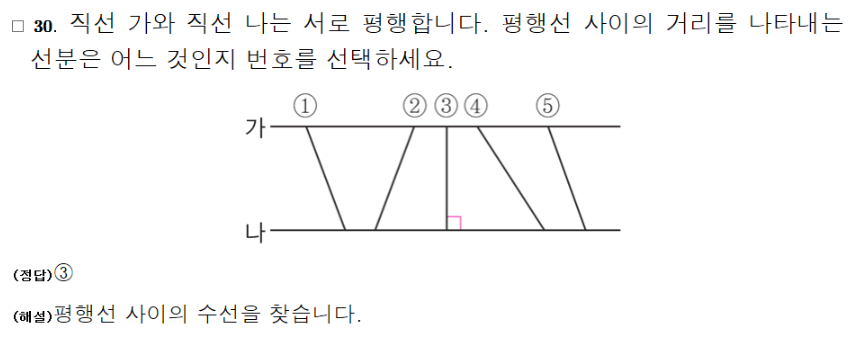 □ 30. 직선 가와 직선 나는 서로 평행합니다. 평행선 사이의 거리를 나타내는
선분은 어느 것인지 번호를 선택하세요.
① ② ③ ④ ⑤
가
나
(정답)③
(해설)평행선 사이의 수선을 찾습니다.